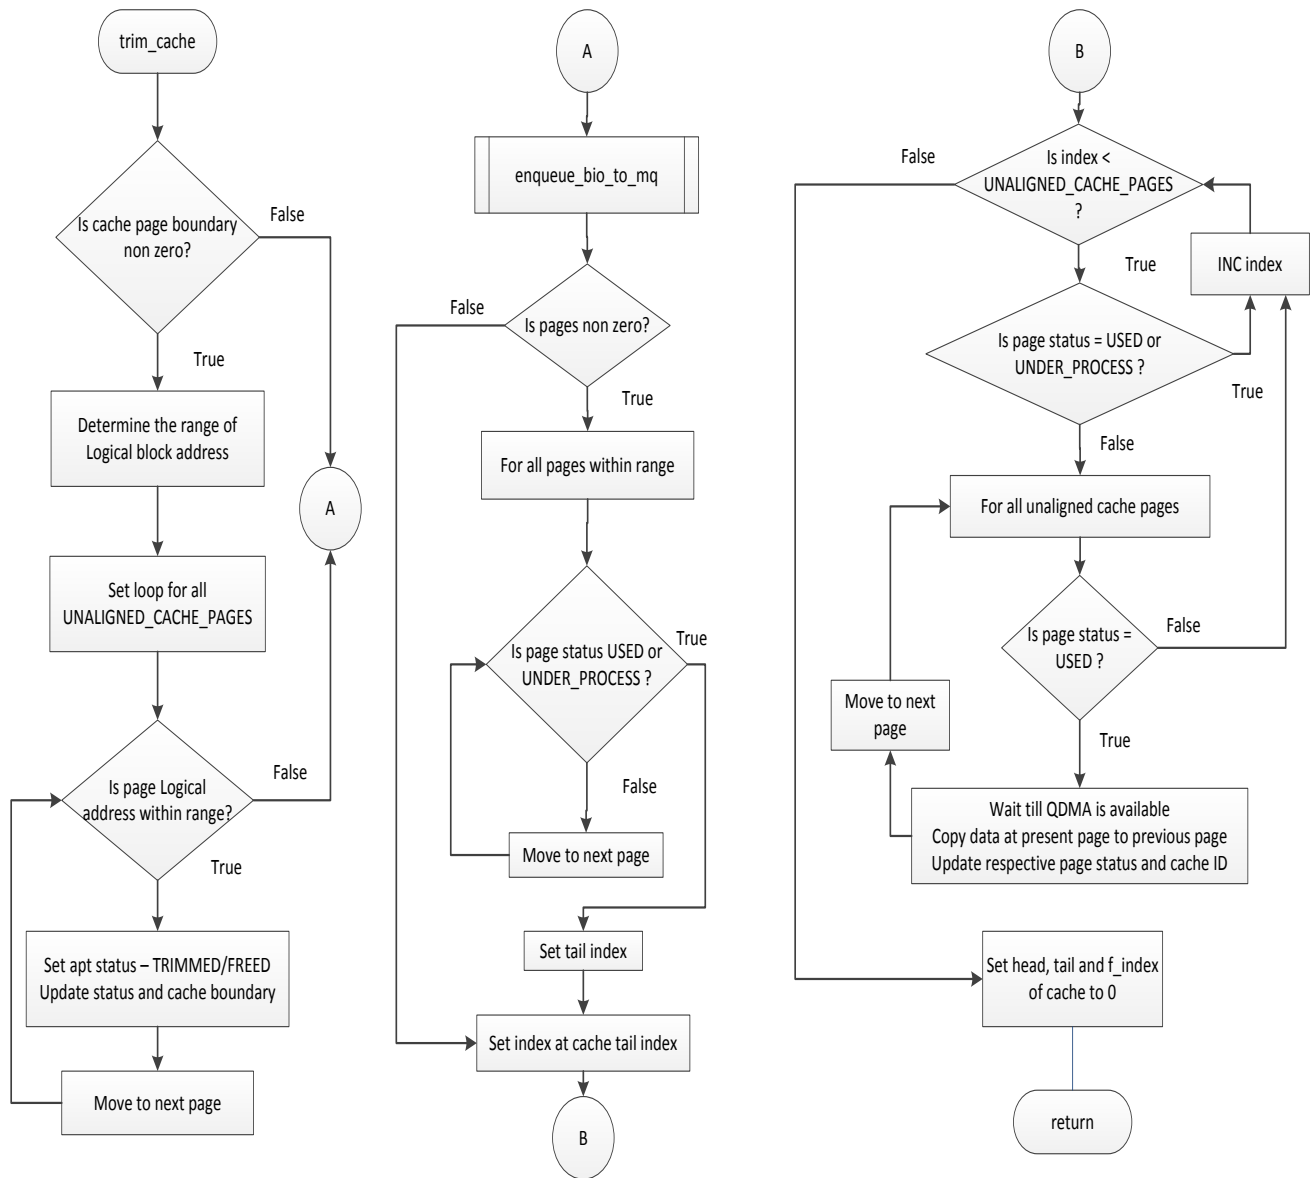 trim_cache
Is cache page boundary
non zero?
False
True
Determine the range of
Logical block address
A
Set loop for all
UNALIGNED_CACHE_PAGES
Is page Logical
address within range?
False
True
Set apt status – TRIMMED/FREED
Update status and cache boundary
Move to next page
A
enqueue_bio_to_mq
Is pages non zero?
False
True
For all pages within range
Is page status USED or
UNDER_PROCESS ?
True
False
Move to next page
Set tail index
Set index at cache tail index
B
B
Is index <
UNALIGNED_CACHE_PAGES
?
False
True
INC index
Is page status = USED or
UNDER_PROCESS ?
True
False
For all unaligned cache pages
Is page status =
USED ?
False
True
Move to next
page
Wait till QDMA is available
Copy data at present page to previous page
Update respective page status and cache ID
Set head, tail and f_index
of cache to 0
return